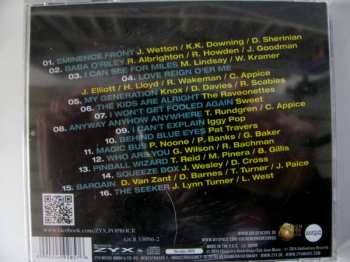 01. EMINENCE FRONT J. Wetton / K.K. Downing / D. Sherinian
02. BABA O'RILEY R. Albrighton / R. Howden / J. Goodman
03. I CAN SEE FOR MILES M. Lindsay / W. Kramer
04. LOVE REIGN O'ER ME
J. Elliott / H. Lloyd / R. Wakeman / C. Appice
05. MY GENERATION Knox / D. Davies / R. Scabies
06. THE KIDS ARE ALRIGHT The Raveonettes
07. I WON'T GET FOOLED AGAIN Sweet
08. ANYWAY ANYHOW ANYWHERE T. Rundgren / C. Appice
09. I CAN'T EXPLAIN Iggy Pop
10. BEHIND BLUE EYES Pat Travers
11. MAGIC BUS P. Noone / P. Banks / G. Baker
12. WHO ARE YOU G. Wilson / R. Bachman
13. PINBALL WIZARD T. Reid / M. Pinera / B. Gillis
14. SQUEEZE BOX J. Wesley / D. Cross
15. BARGAIN D. Van Zant / D. Barnes / T. Turner / J. Paice
16. THE SEEKER J. Lynn Turner / L. West
www.facebook.com/ZYX.POPROCK
ZYX